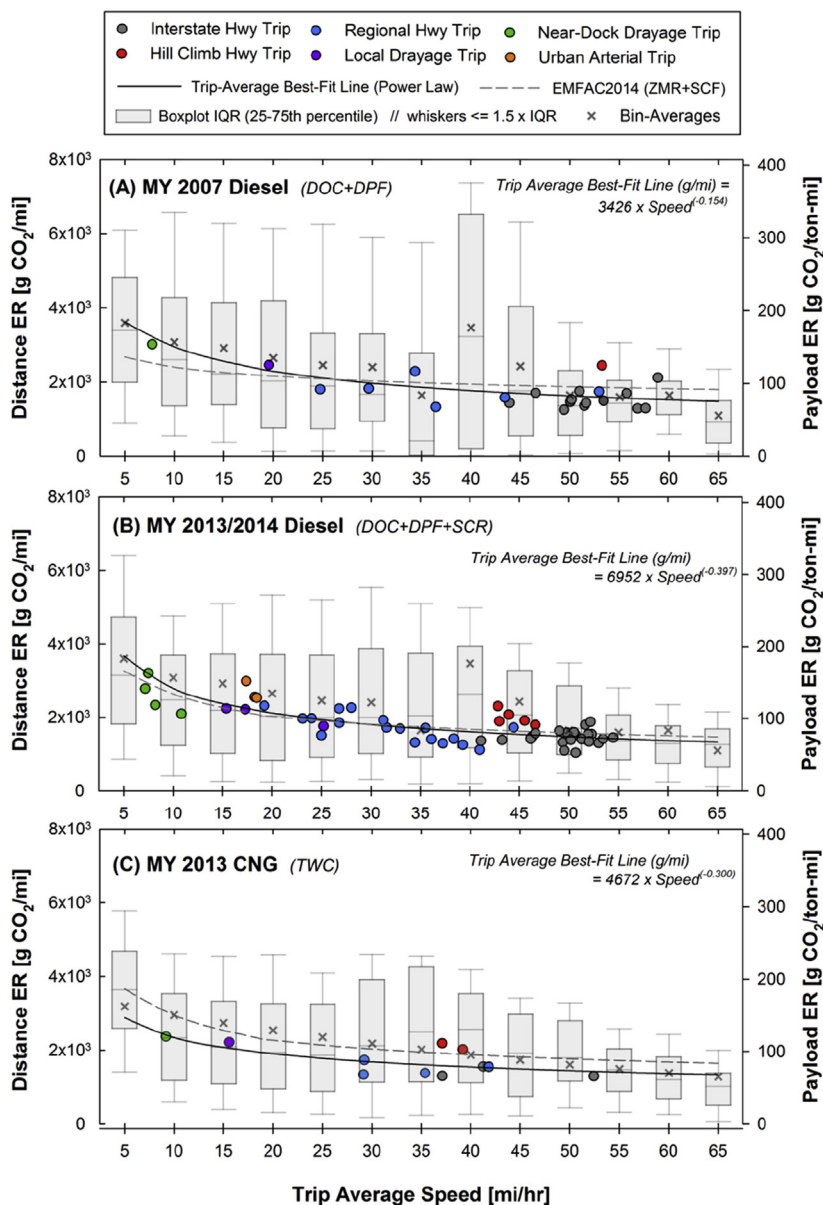 Interstate Hwy Trip Regional Hwy Trip Near-Dock Drayage Trip
Hill Climb Hwy Trip Local Drayage Trip Urban Arterial Trip
Trip-Average Best-Fit Line (Power Law) EMFAC2014 (ZMR+SCF)
Boxplot IQR (25-75th percentile) // whiskers <= 1.5 x IQR × Bin-Averages
(A) MY 2007 Diesel (DOC+DPF)
Trip Average Best-Fit Line (g/mi) =
3426 x Speed^(-0.154)
Distance ER [g CO₂/mi]
8x10³
6x10³
4x10³
2x10³
0
Payload ER [g CO₂/ton-mi]
400
300
200
100
0
5 10 15 20 25 30 35 40 45 50 55 60 65
(B) MY 2013/2014 Diesel (DOC+DPF+SCR)
Trip Average Best-Fit Line (g/mi)
= 6952 x Speed^(-0.397)
Distance ER [g CO₂/mi]
8x10³
6x10³
4x10³
2x10³
0
Payload ER [g CO₂/ton-mi]
400
300
200
100
0
5 10 15 20 25 30 35 40 45 50 55 60 65
(C) MY 2013 CNG (TWC)
Trip Average Best-Fit Line (g/mi)
= 4672 x Speed^(-0.300)
Distance ER [g CO₂/mi]
8x10³
6x10³
4x10³
2x10³
0
Payload ER [g CO₂/ton-mi]
400
300
200
100
0
5 10 15 20 25 30 35 40 45 50 55 60 65
Trip Average Speed [mi/hr]